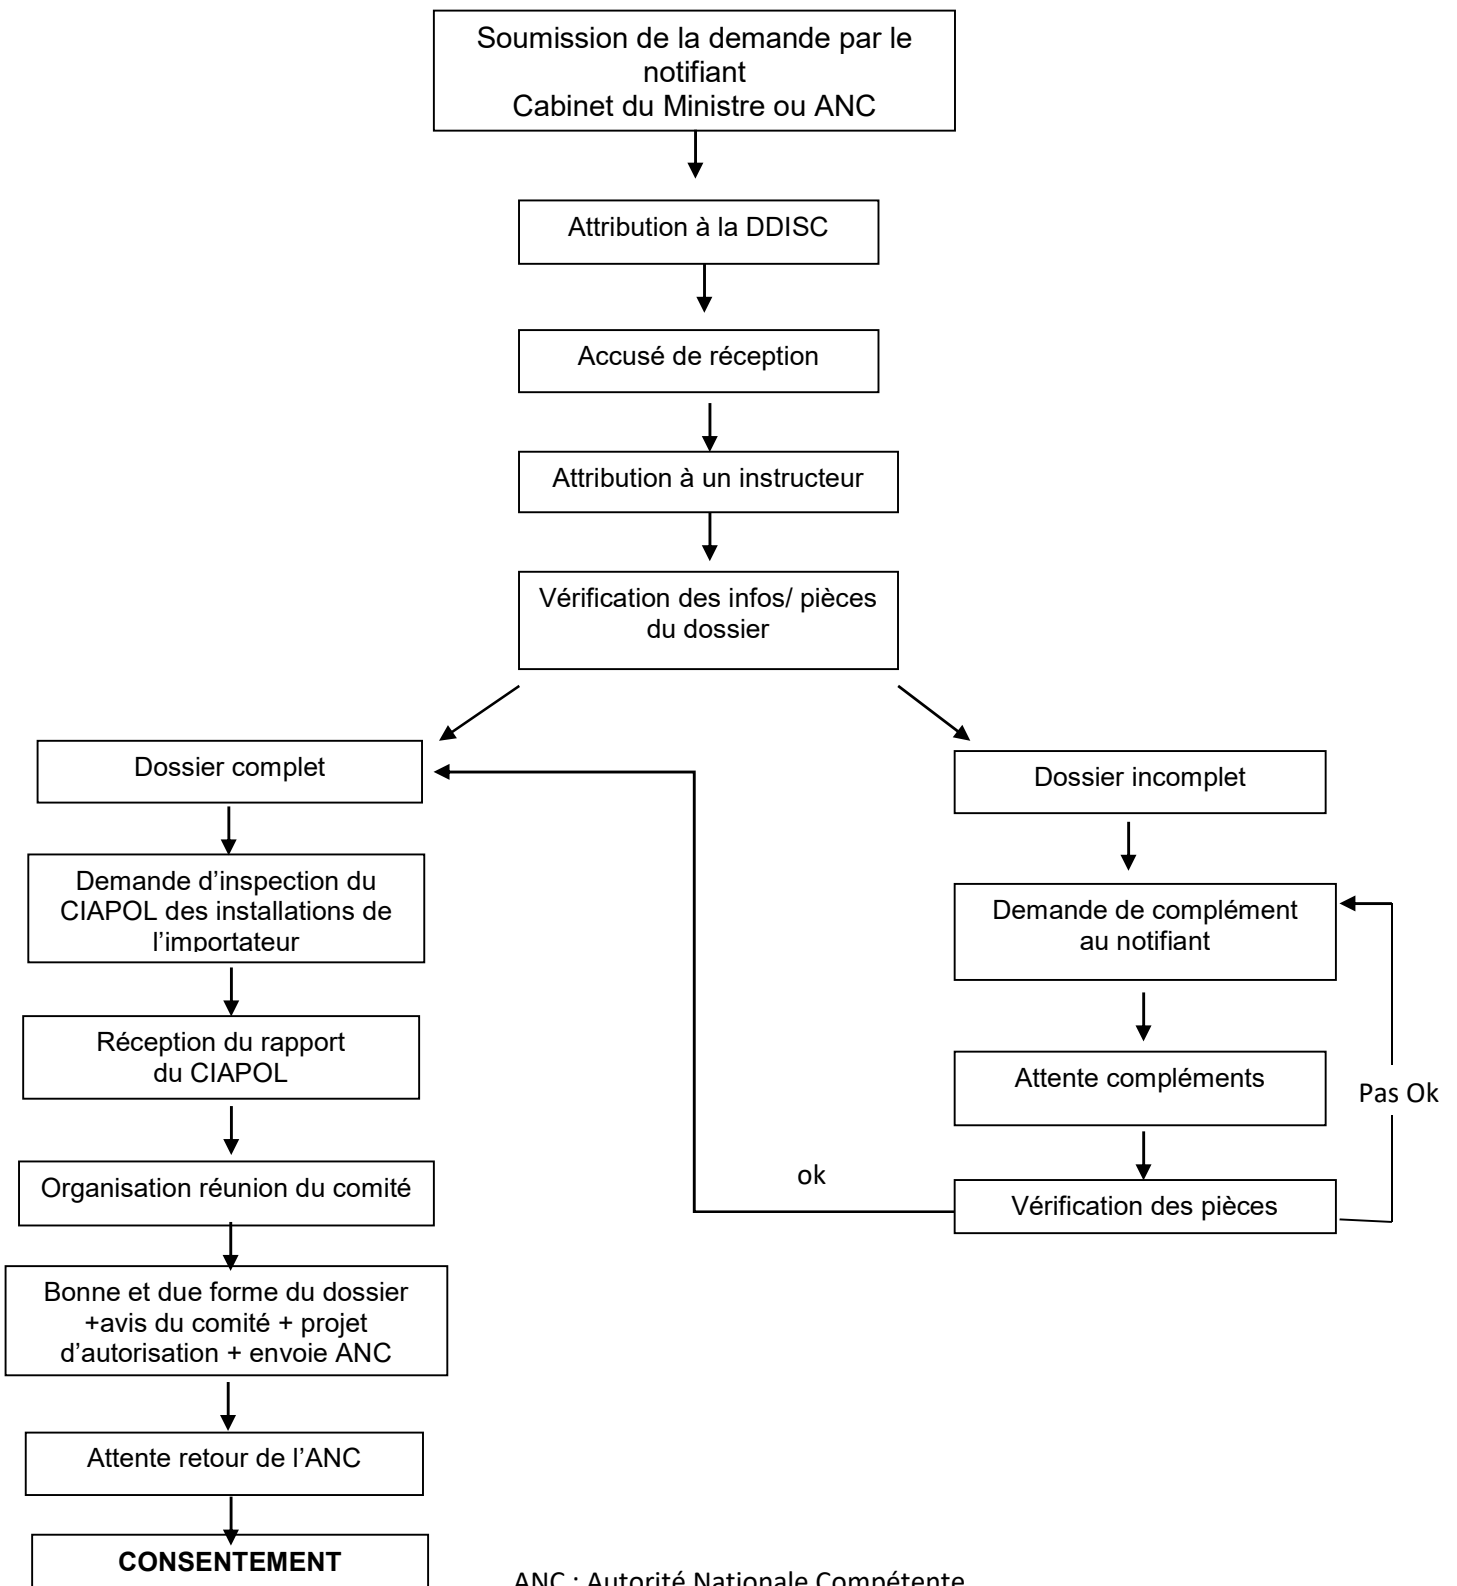 Soumission de la demande par le
notifiant
Cabinet du Ministre ou ANC
Attribution à la DDISC
Accusé de réception
Attribution à un instructeur
Vérification des infos/ pièces
du dossier
Dossier complet
Demande d’inspection du
CIAPOL des installations de
l’importateur
Réception du rapport
du CIAPOL
Organisation réunion du comité
Bonne et due forme du dossier
+avis du comité + projet
d’autorisation + envoie ANC
Attente retour de l’ANC
CONSENTEMENT
Dossier incomplet
Demande de complément
au notifiant
Attente compléments
Pas Ok
ok
Vérification des pièces
ANC : Autorité Nationale Compétente